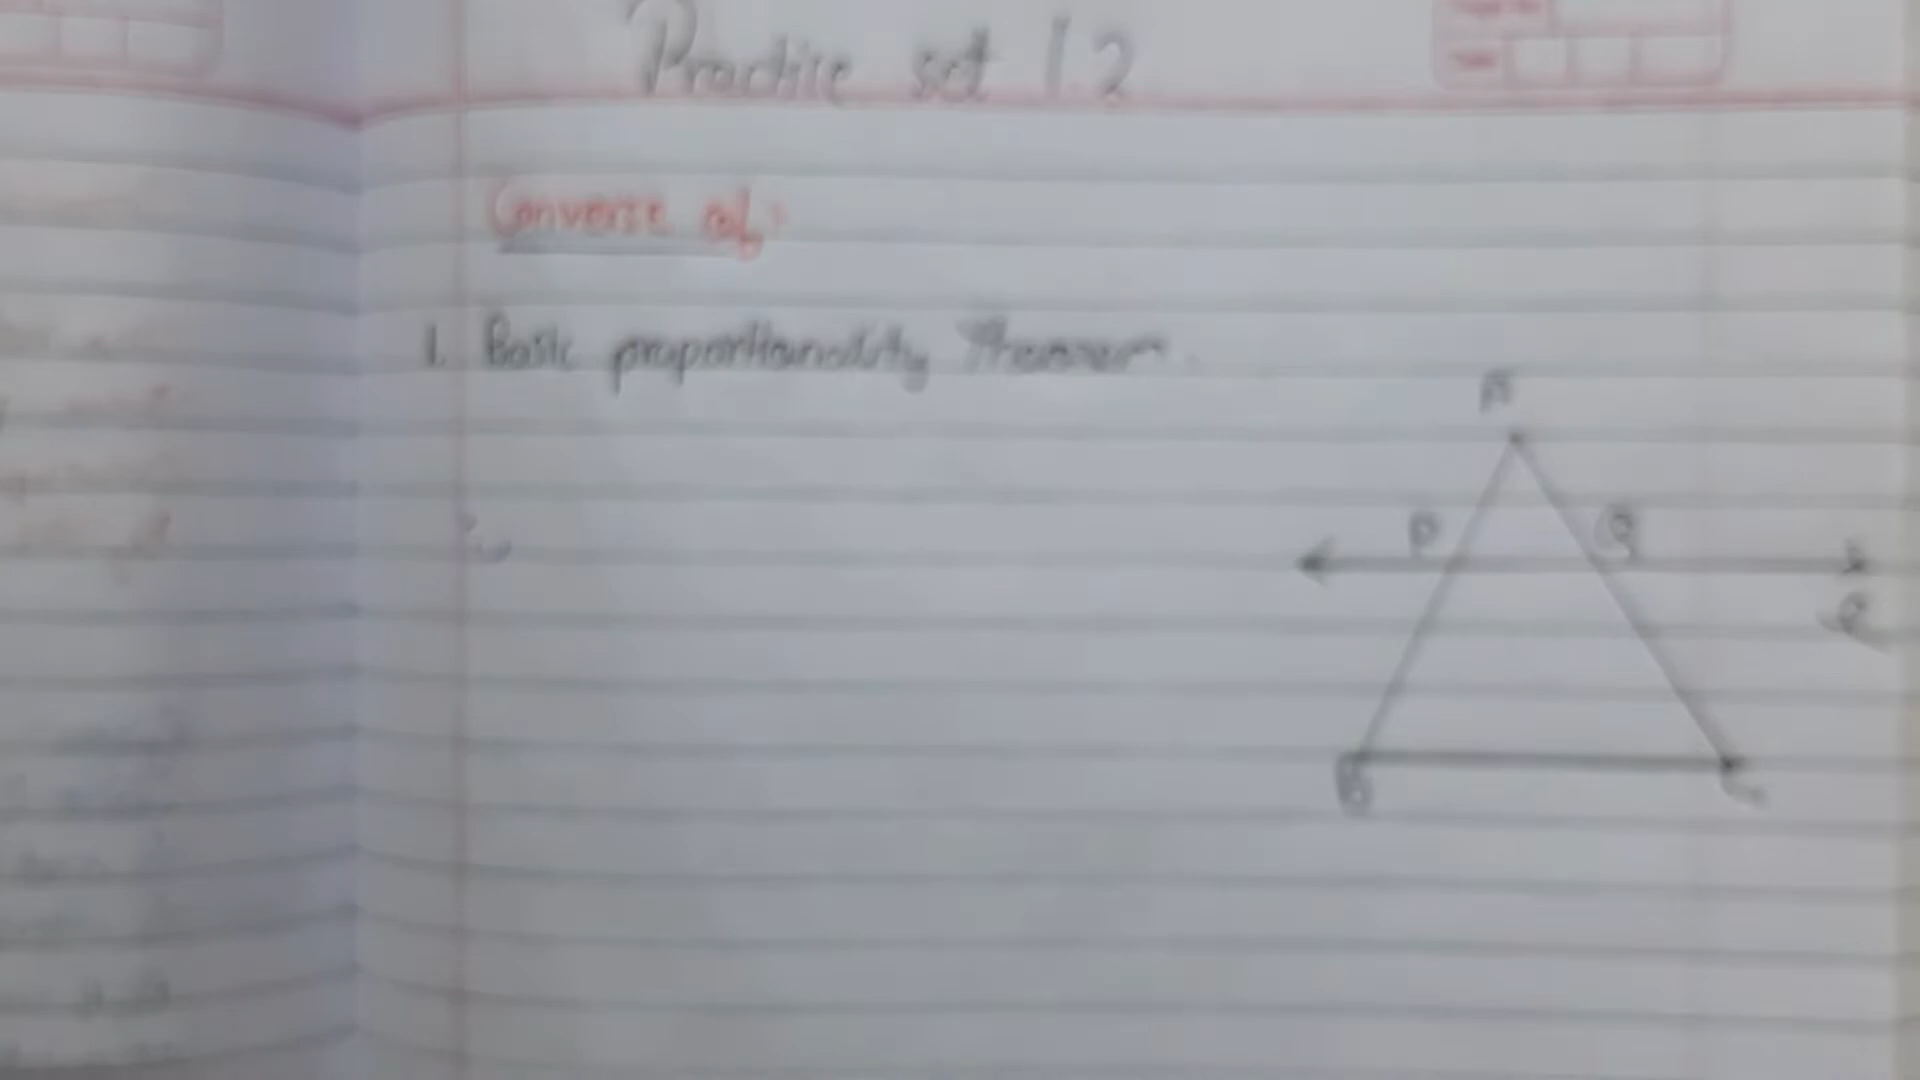 Practice set 1.2
Converse of:
1. Basic proportionality Theorem.
A
P Q
l
B C